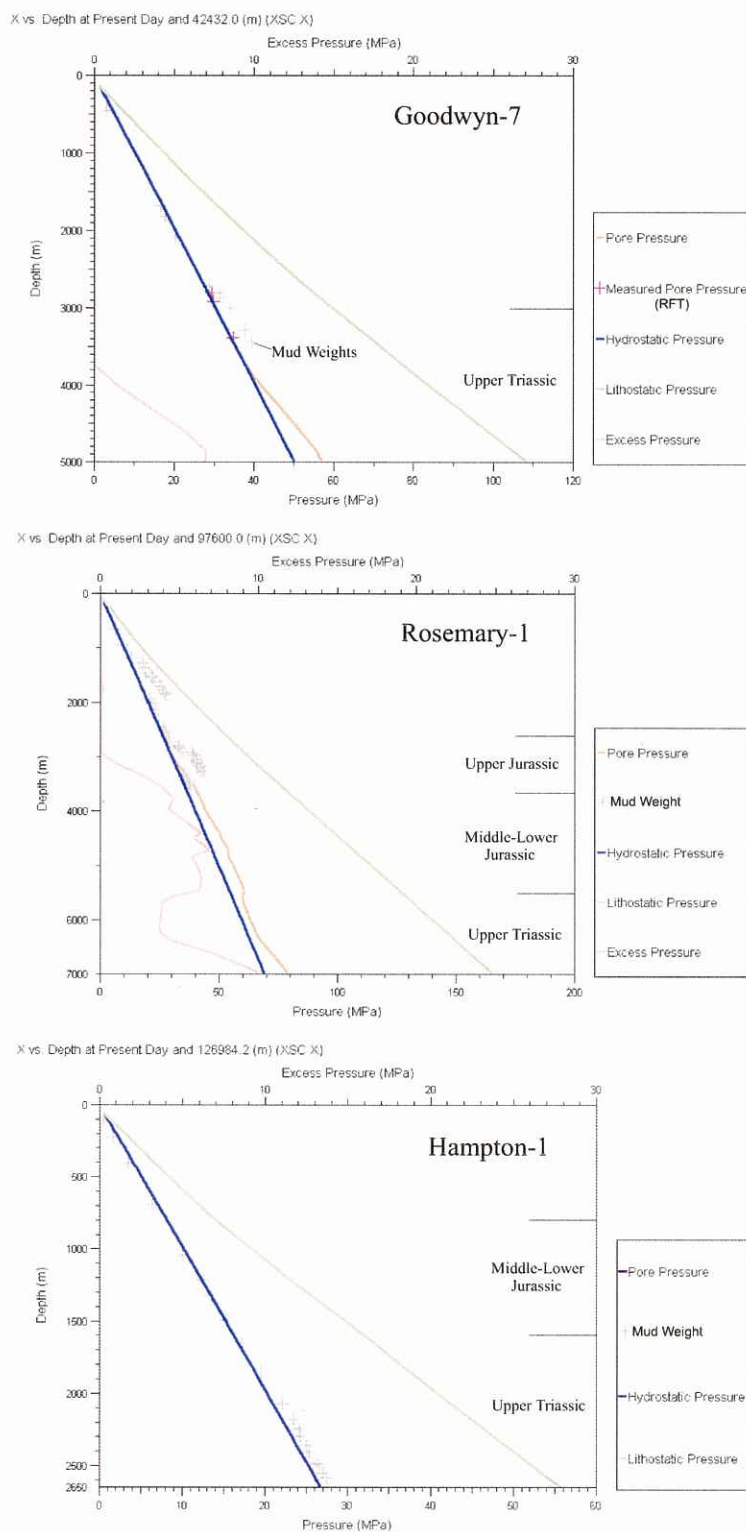 X vs. Depth at Present Day and 42432.0 (m) (XSC X)
Excess Pressure (MPa)
0 10 20 30
Goodwyn-7
0
1000
2000
3000
4000
5000
Depth (m)
Mud Weights
Upper Triassic
0 20 40 60 80 100 120
Pressure (MPa)
Pore Pressure
Measured Pore Pressure
(RFT)
Hydrostatic Pressure
Lithostatic Pressure
Excess Pressure
X vs. Depth at Present Day and 97600.0 (m) (XSC X)
Excess Pressure (MPa)
0 10 20 30
Rosemary-1
0
2000
4000
6000
7000
Depth (m)
Upper Jurassic
Middle-Lower
Jurassic
Upper Triassic
0 50 100 150 200
Pressure (MPa)
Pore Pressure
Mud Weight
Hydrostatic Pressure
Lithostatic Pressure
Excess Pressure
X vs. Depth at Present Day and 126984.2 (m) (XSC X)
Excess Pressure (MPa)
0 10 20 30
Hampton-1
0
500
1000
1500
2000
2500
2650
Depth (m)
Middle-Lower
Jurassic
Upper Triassic
0 10 20 30 40 50 60
Pressure (MPa)
Pore Pressure
Mud Weight
Hydrostatic Pressure
Lithostatic Pressure